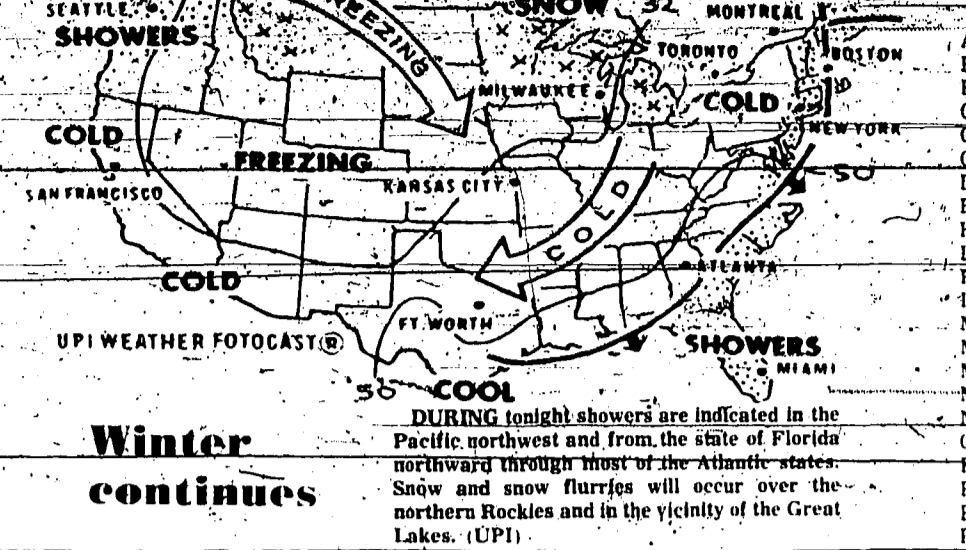 SEATTLE
SHOWERS
FREEZING
SNOW
32
MONTREAL
TORONTO
BOSTON
MILWAUKEE
COLD
NEW YORK
COLD
FREEZING
SAN FRANCISCO
KANSAS CITY
50
COLD
ATLANTA
COLD
FT. WORTH
UPI WEATHER FOTOCAST®
SHOWERS
MIAMI
50
COOL
Winter
continues
DURING tonight showers are indicated in the
Pacific northwest and from the state of Florida
northward through most of the Atlantic states.
Snow and snow flurries will occur over the
northern Rockies and in the vicinity of the Great
Lakes. (UPI)